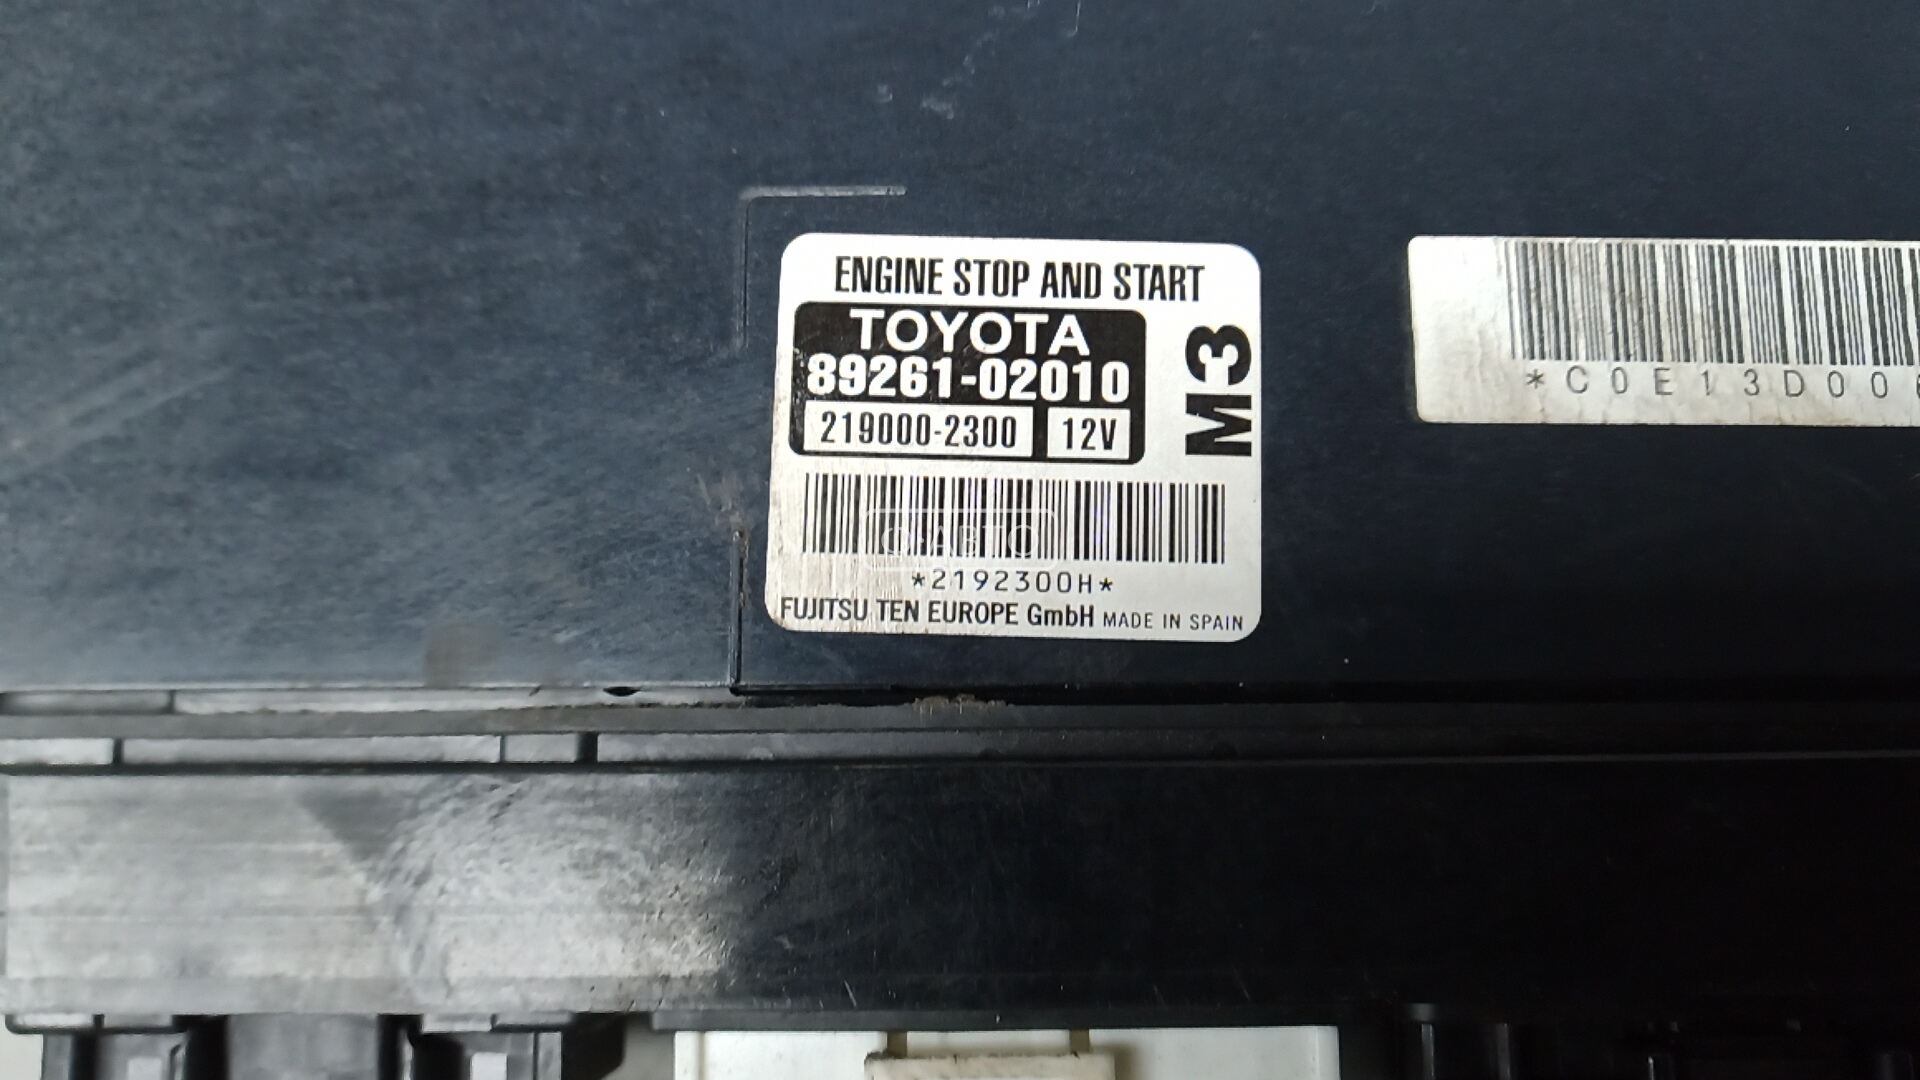 ENGINE STOP AND START
TOYOTA
89261-02010
219000-2300 12V
M3
*2192300H*
FUJITSU TEN EUROPE GmbH MADE IN SPAIN
*C0E13D00